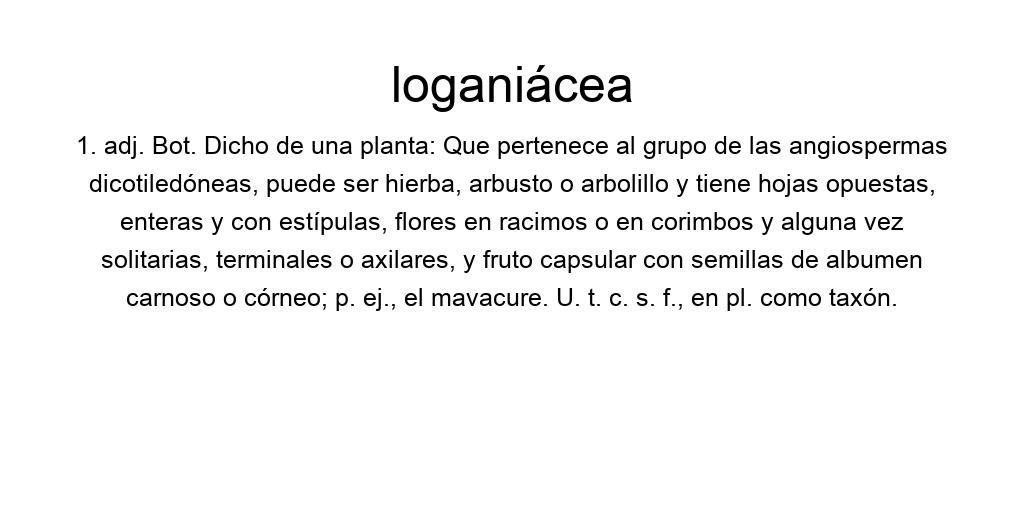 loganiácea
1. adj. Bot. Dicho de una planta: Que pertenece al grupo de las angiospermas
dicotiledóneas, puede ser hierba, arbusto o arbolillo y tiene hojas opuestas,
enteras y con estípulas, flores en racimos o en corimbos y alguna vez
solitarias, terminales o axilares, y fruto capsular con semillas de albumen
carnoso o córneo; p. ej., el mavacure. U. t. c. s. f., en pl. como taxón.